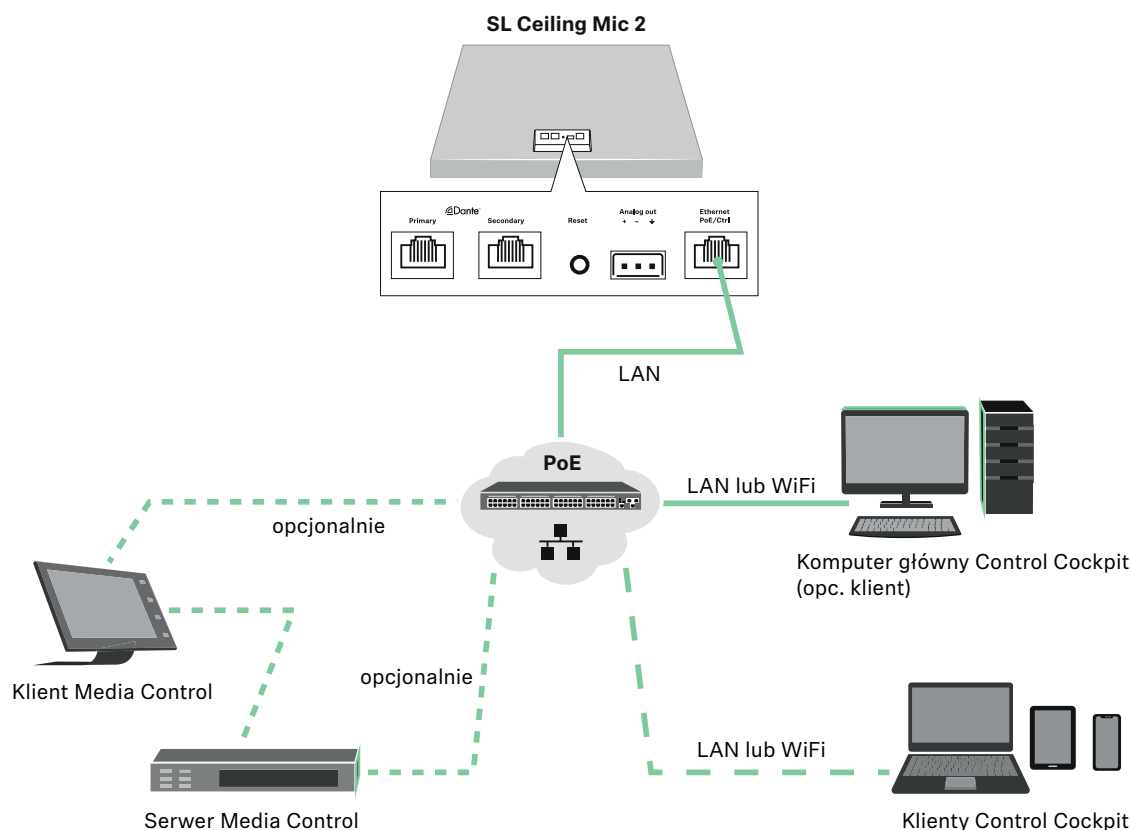 SL Ceiling Mic 2
Dante™
Primary
Secondary
Reset
Analog out
+ - ⏚
Ethernet
PoE/Ctrl
LAN
PoE
LAN lub WiFi
opcjonalnie
Komputer główny Control Cockpit
(opc. klient)
Klient Media Control
opcjonalnie
LAN lub WiFi
Serwer Media Control
Klienty Control Cockpit